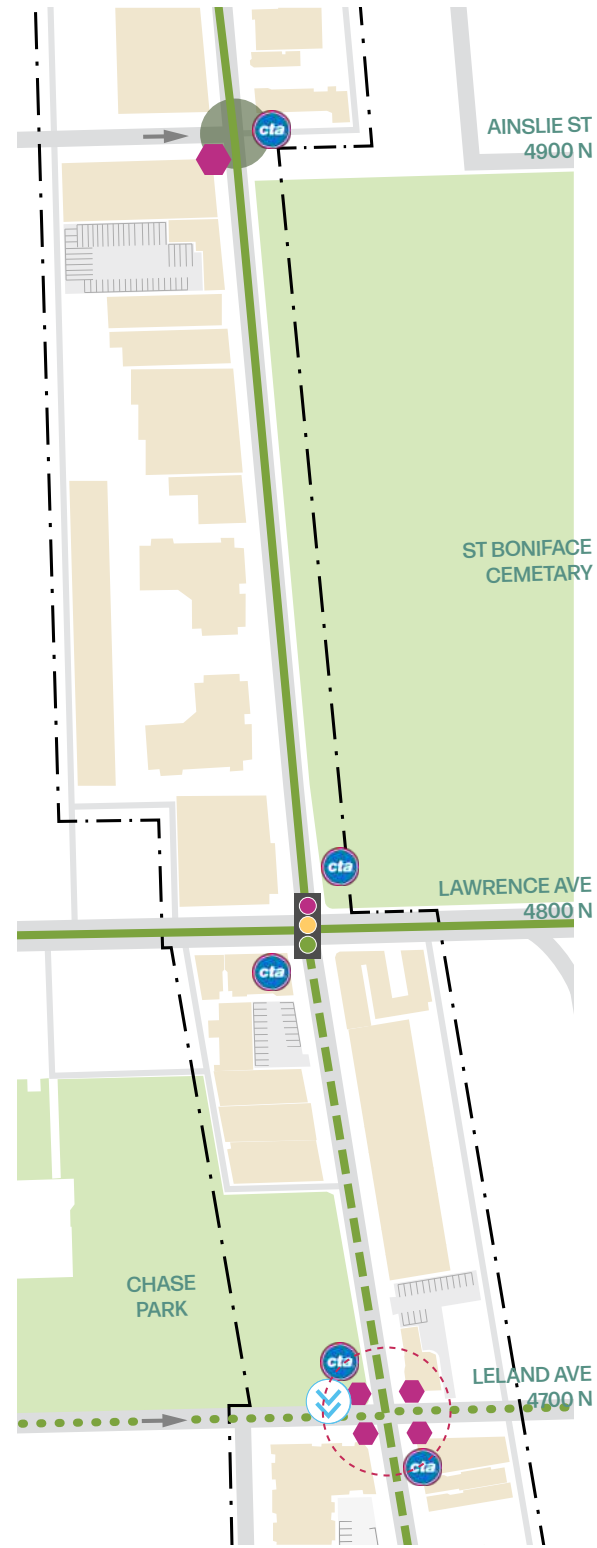 AINSLIE ST
4900 N
cta
ST BONIFACE
CEMETARY
cta
LAWRENCE AVE
4800 N
cta
CHASE
PARK
cta
LELAND AVE
4700 N
cta